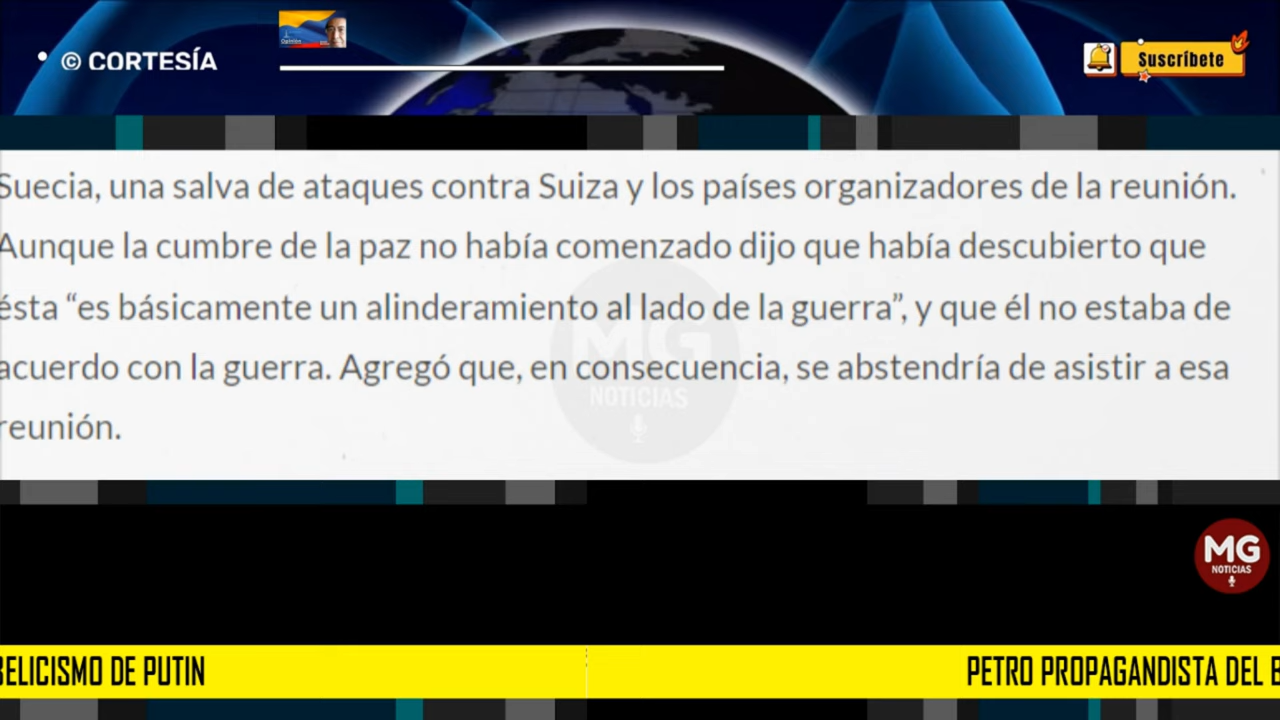 © CORTESÍA
Opinión
Suscríbete
Suecia, una salva de ataques contra Suiza y los países organizadores de la reunión.
Aunque la cumbre de la paz no había comenzado dijo que había descubierto que
ésta “es básicamente un alinderamiento al lado de la guerra”, y que él no estaba de
acuerdo con la guerra. Agregó que, en consecuencia, se abstendría de asistir a esa
reunión.
MG
NOTICIAS
MG
NOTICIAS
BELICISMO DE PUTIN
PETRO PROPAGANDISTA DEL B